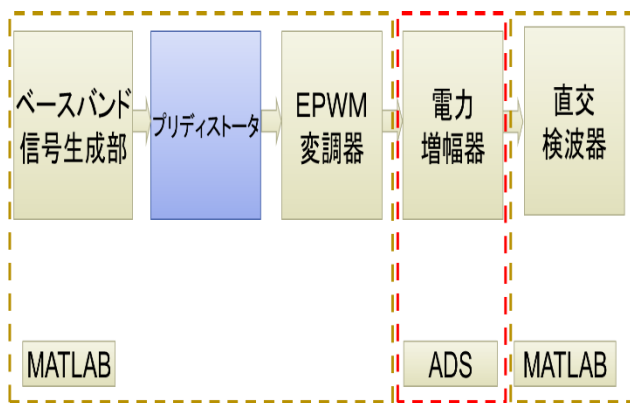 ベースバンド
信号生成部
プリディストータ
EPWM
変調器
電力
増幅器
直交
検波器
MATLAB
ADS
MATLAB